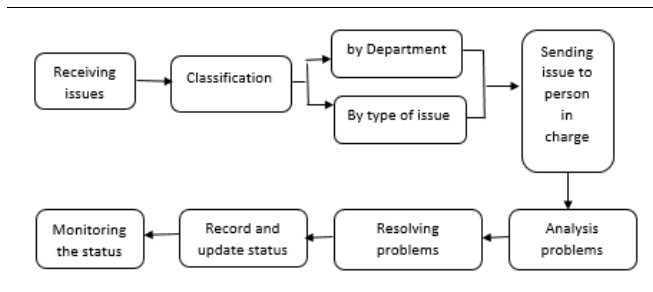 Receiving
issues
Classification
by Department
By type of issue
Sending
issue to
person
in
charge
Analysis
problems
Resolving
problems
Record and
update status
Monitoring
the status